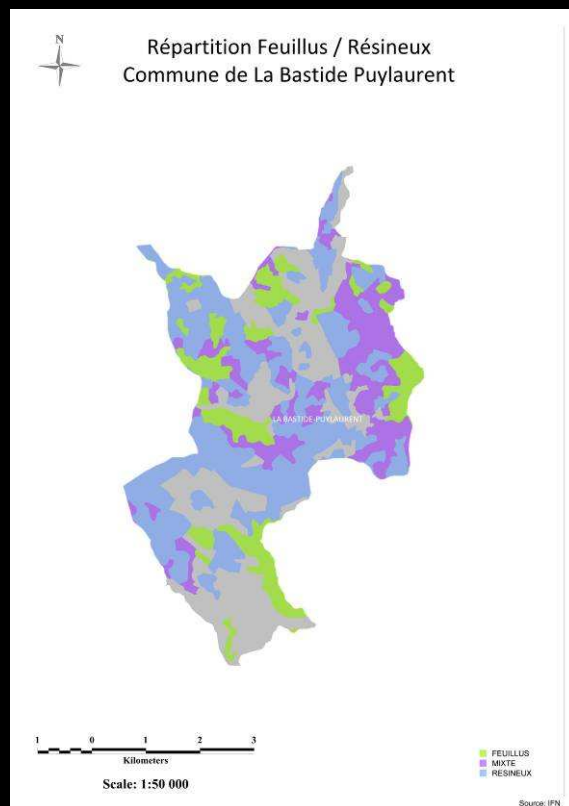 N
Répartition Feuillus / Résineux
Commune de La Bastide Puylaurent
LA BASTIDE-PUYLAURENT
1 0 1 2 3
Kilometers
Scale: 1:50 000
FEUILLUS
MIXTE
RESINEUX
Source: IFN